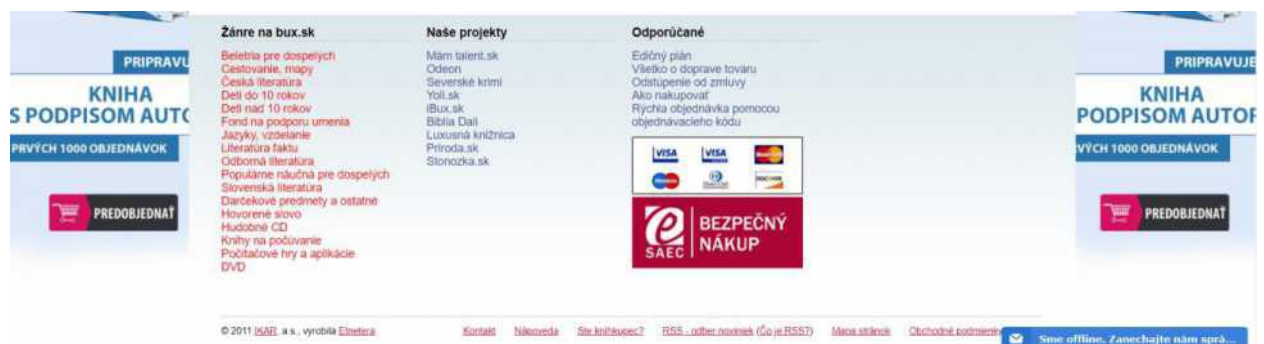 PRIPRAVU
KNIHA
S PODPISOM AUTO
PRVÝCH 1000 OBJEDNÁVOK
PREDOBJEDNAŤ
Žánre na bux.sk
Beletria pre dospelých
Cestovanie, mapy
Česká literatúra
Deti do 10 rokov
Deti nad 10 rokov
Fond na podporu umenia
Jazyky, vzdelanie
Literatúra faktu
Odborná literatúra
Populárne náučná pre dospelých
Slovenská literatúra
Darčekové predmety a ostatné
Hovorené slovo
Hudobné CD
Knihy na počúvanie
Počítačové hry a aplikácie
DVD
Naše projekty
Mám talent.sk
Odeon
Severské krimi
Yoli.sk
iBux.sk
Biblia Dalí
Luxusná knižnica
Priroda.sk
Stonozka.sk
Odporúčané
Edičný plán
Všetko o doprave tovaru
Odstúpenie od zmluvy
Ako nakupovať
Rýchla objednávka pomocou
objednávacieho kódu
VISA VISA
SAEC BEZPEČNÝ
NÁKUP
PRIPRAVUJE
KNIHA
PODPISOM AUTOR
VÝCH 1000 OBJEDNÁVOK
PREDOBJEDNAŤ
© 2011 IKAR, a.s., vyrobila Elnetera
Kontakt Nápoveda Ste kníhkupec? RSS - odber noviniek (Čo je RSS?) Mapa stránok Obchodné podmienky
Sme offline. Zanechajte nám sprá...